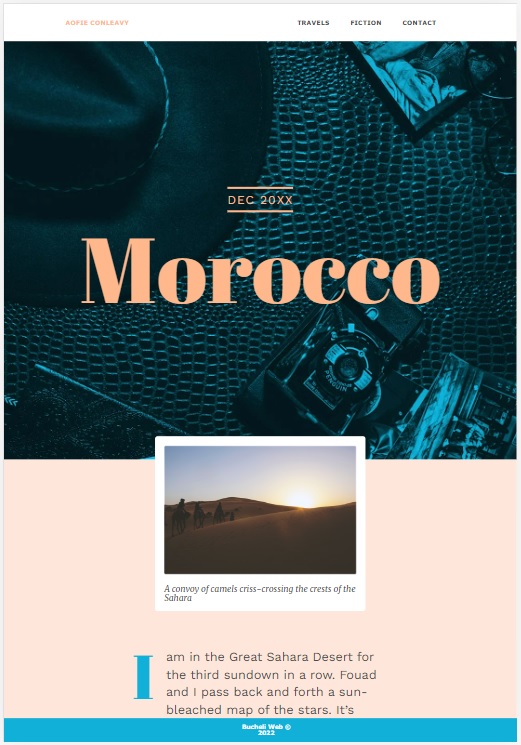 AOFIE CONLEAVY
TRAVELS FICTION CONTACT
DEC 20XX
Morocco
PENGUIN
A convoy of camels criss-crossing the crests of the
Sahara
I am in the Great Sahara Desert for
the third sundown in a row. Fouad
and I pass back and forth a sun-
bleached map of the stars. It’s
Bucheli Web ©
2022